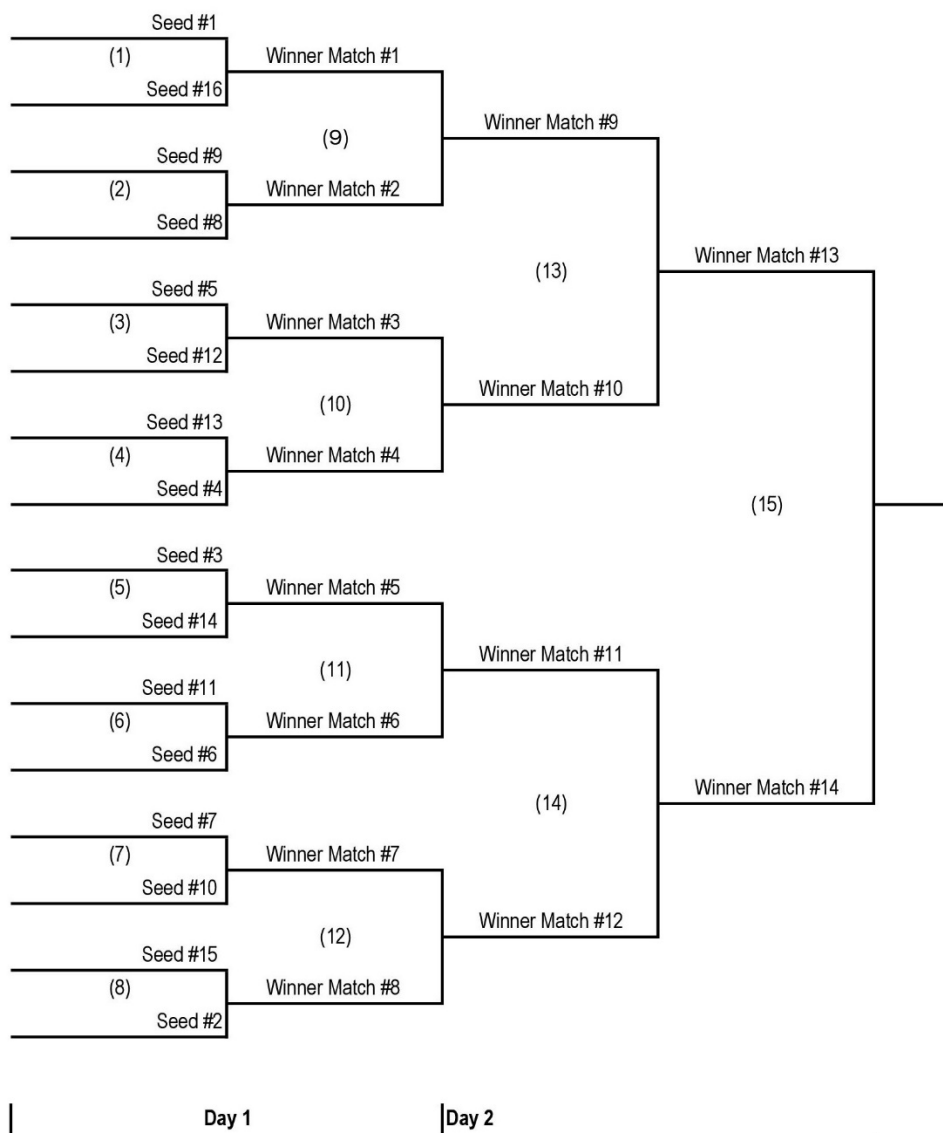 Seed #1
(1)
Winner Match #1
Seed #16
(9)
Winner Match #9
Seed #9
(2)
Winner Match #2
Seed #8
(13)
Winner Match #13
Seed #5
(3)
Winner Match #3
Seed #12
(10)
Winner Match #10
Seed #13
(4)
Winner Match #4
Seed #4
(15)
Seed #3
(5)
Winner Match #5
Seed #14
(11)
Winner Match #11
Seed #11
(6)
Winner Match #6
Seed #6
(14)
Winner Match #14
Seed #7
(7)
Winner Match #7
Seed #10
(12)
Winner Match #12
Seed #15
(8)
Winner Match #8
Seed #2
Day 1
Day 2